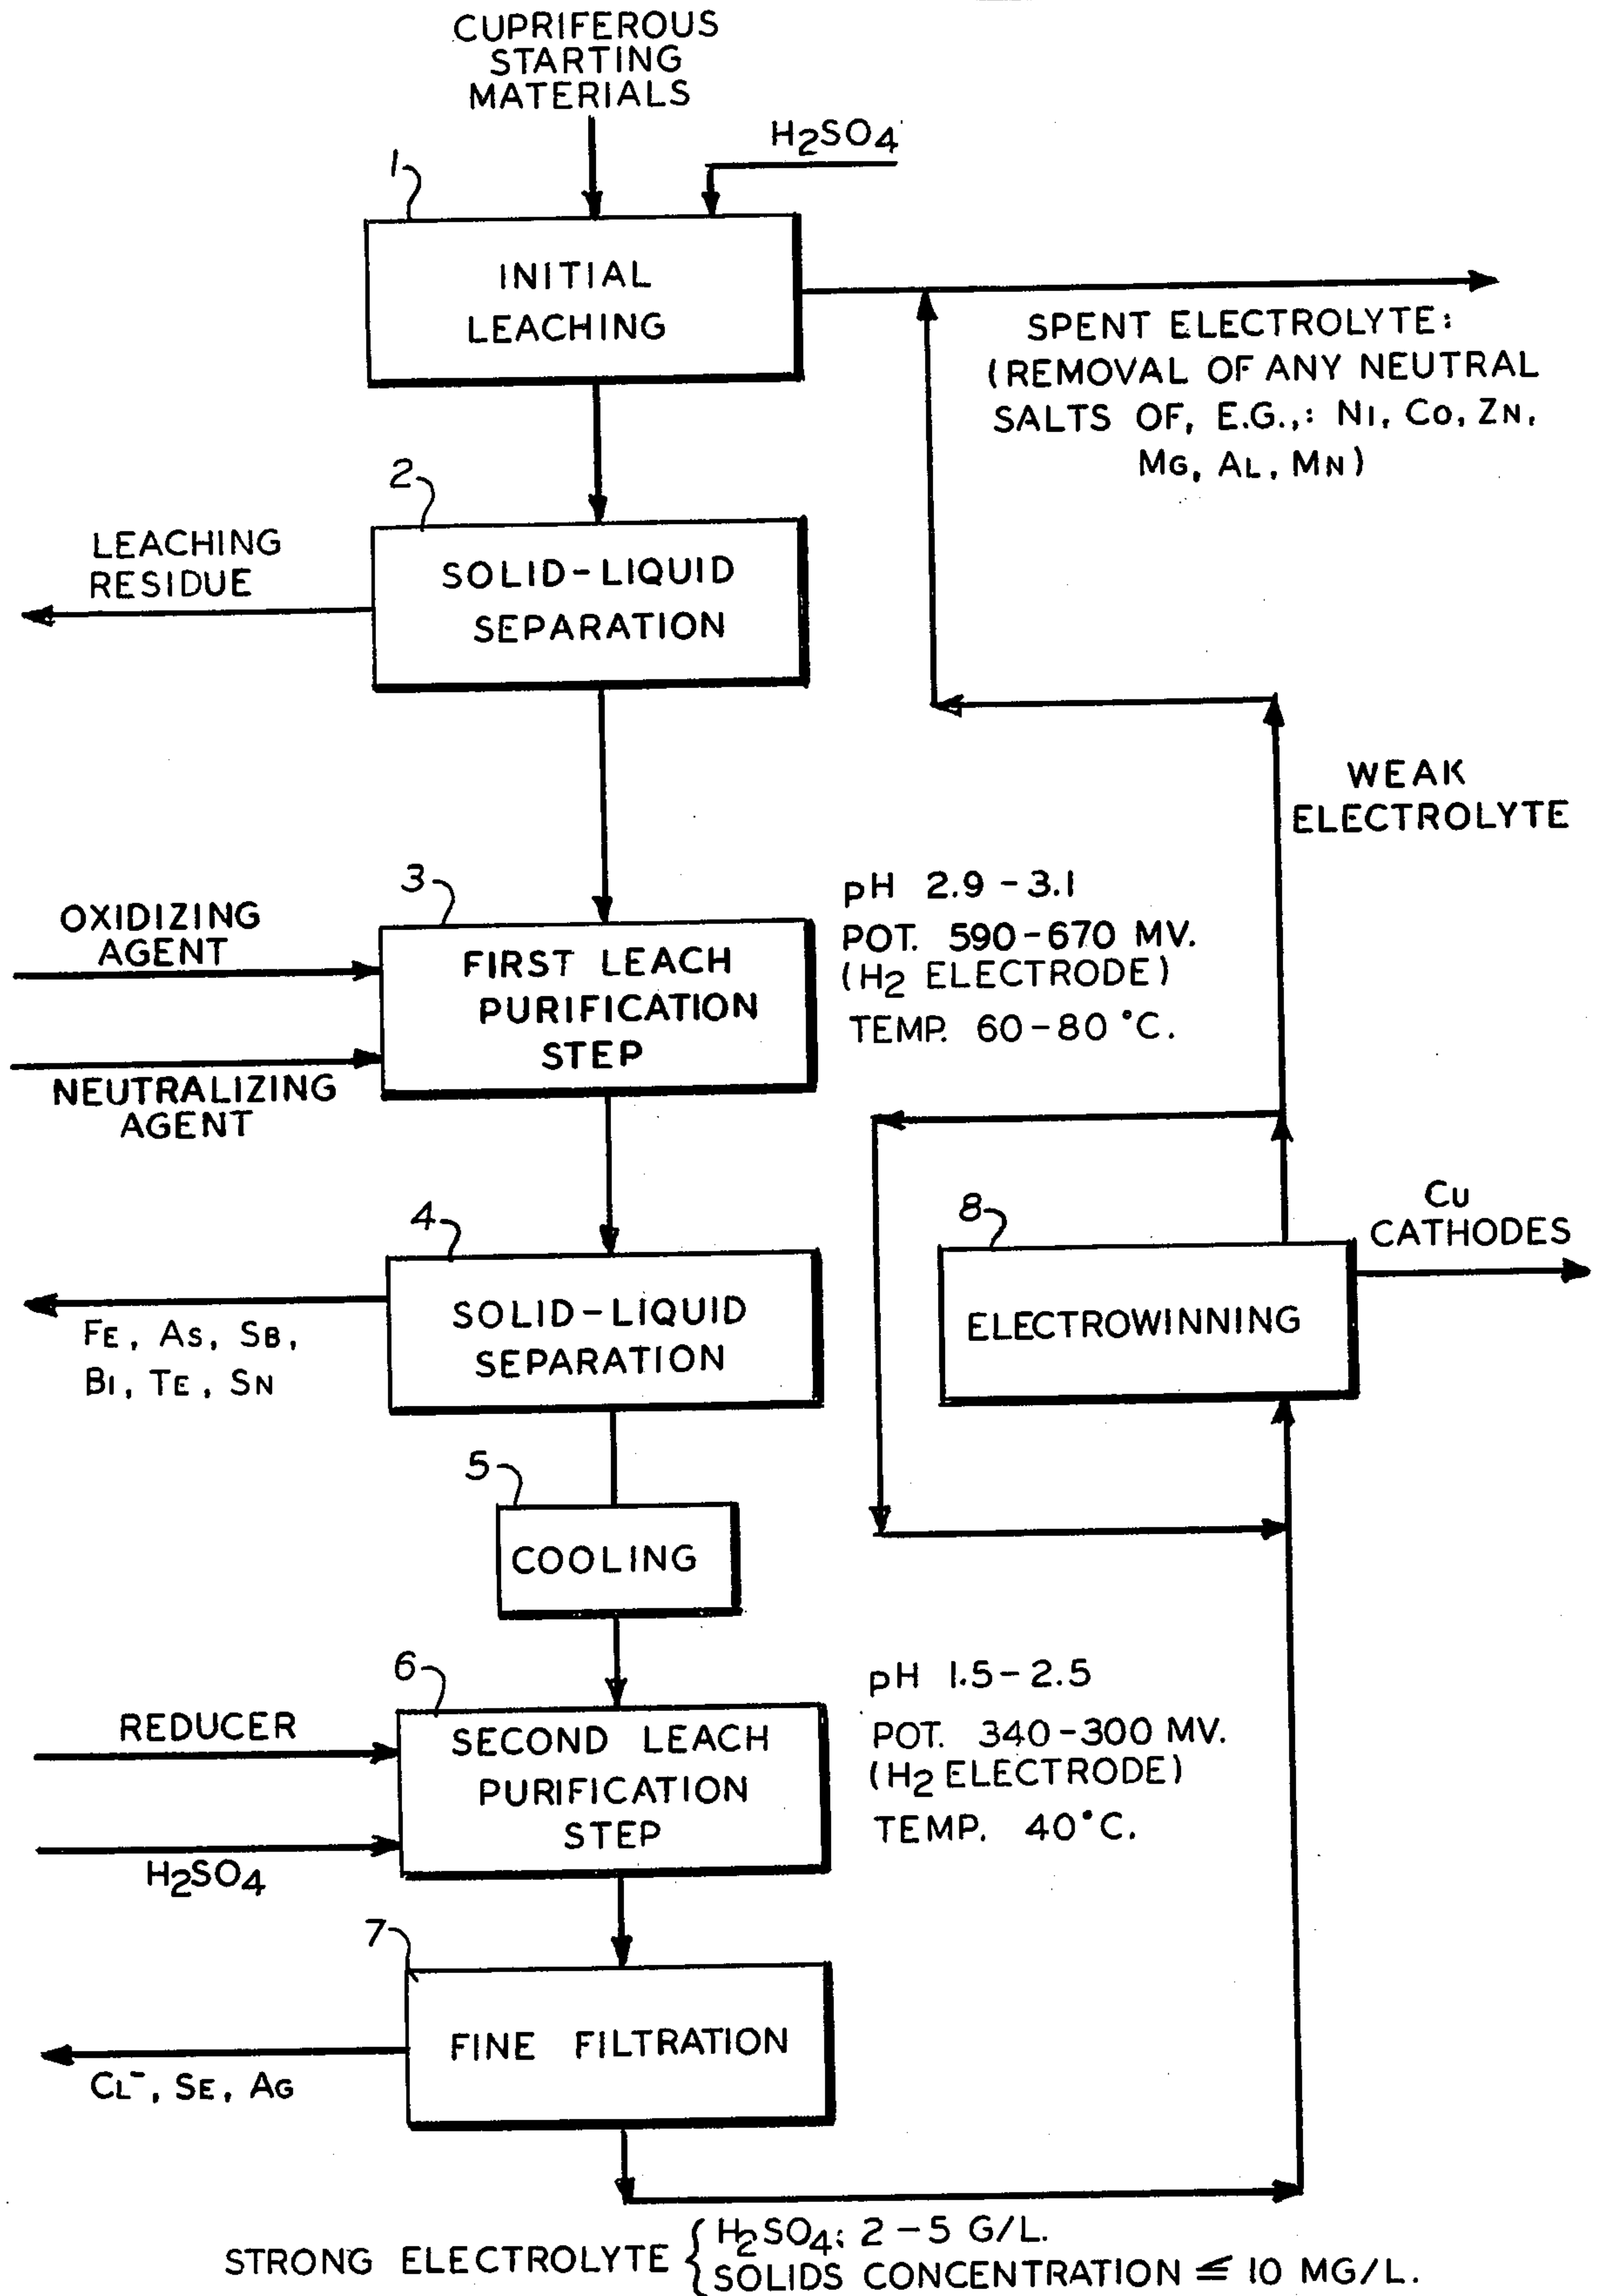 CUPRIFEROUS
STARTING
MATERIALS
H2SO4
1
INITIAL
LEACHING
SPENT ELECTROLYTE:
(REMOVAL OF ANY NEUTRAL
SALTS OF, E.G.,: NI, CO, ZN,
MG, AL, MN)
2
LEACHING
RESIDUE
SOLID-LIQUID
SEPARATION
WEAK
ELECTROLYTE
3
OXIDIZING
AGENT
NEUTRALIZING
AGENT
FIRST LEACH
PURIFICATION
STEP
pH 2.9-3.1
POT. 590-670 MV.
(H2 ELECTRODE)
TEMP. 60-80°C.
4
SOLID-LIQUID
SEPARATION
FE, AS, SB,
BI, TE, SN
8
ELECTROWINNING
Cu
CATHODES
5
COOLING
6
REDUCER
H2SO4
SECOND LEACH
PURIFICATION
STEP
pH 1.5-2.5
POT. 340-300 MV.
(H2 ELECTRODE)
TEMP. 40°C.
7
FINE FILTRATION
CL-, SE, AG
STRONG ELECTROLYTE { H2SO4: 2-5 G/L.
SOLIDS CONCENTRATION ≤ 10 MG/L.